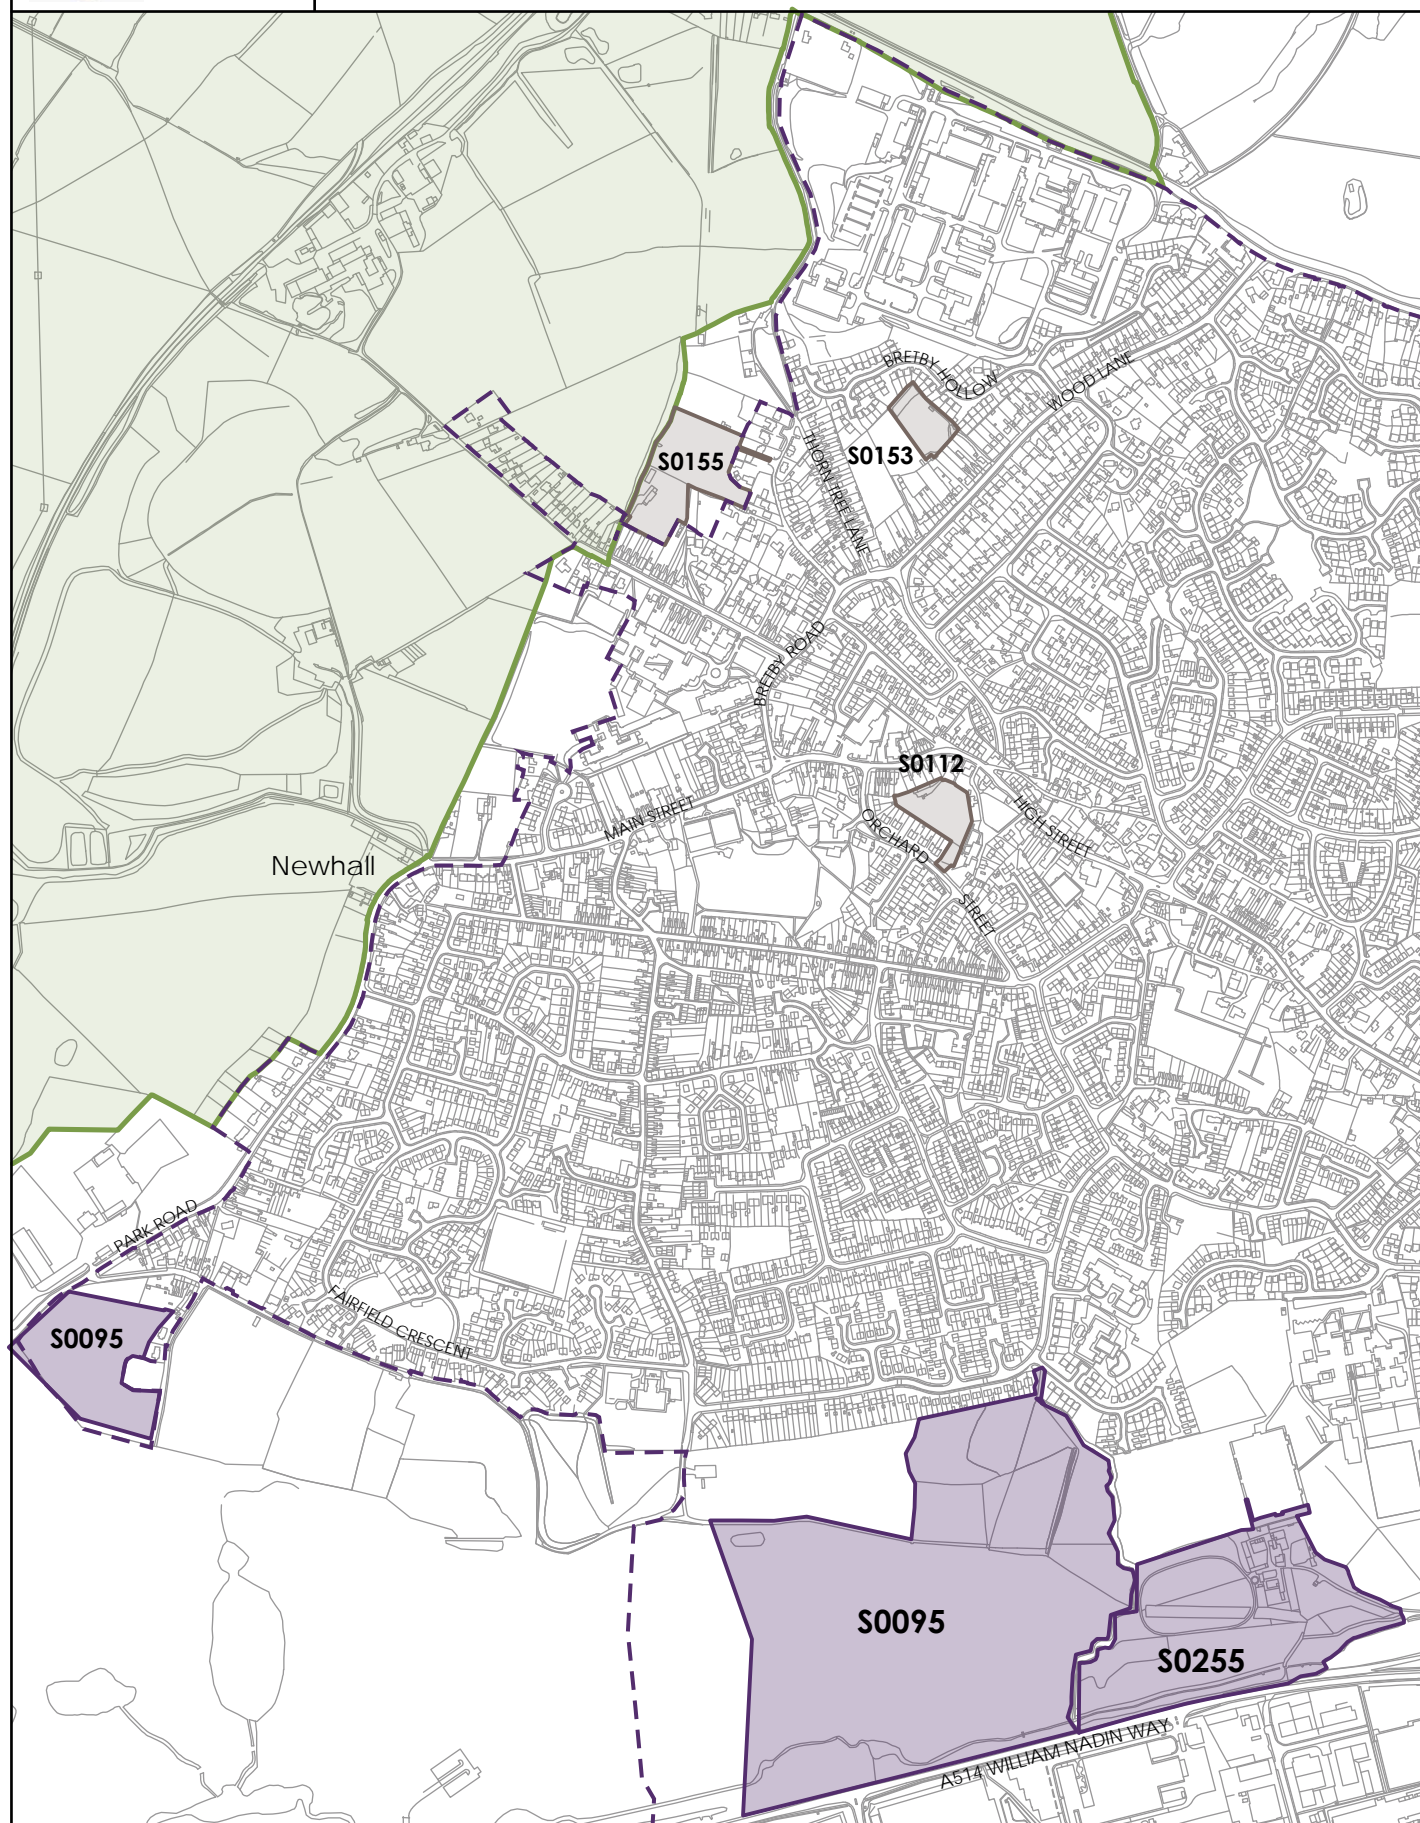 BRETBY HOLLOW
WOOD LANE
S0155
S0153
THORN TREE LANE
BRETBY ROAD
S0112
MAIN STREET
HIGH STREET
ORCHARD STREET
Newhall
PARK ROAD
FAIRFIELD CRESCENT
S0095
S0095
S0255
A514 WILLIAM NADIN WAY